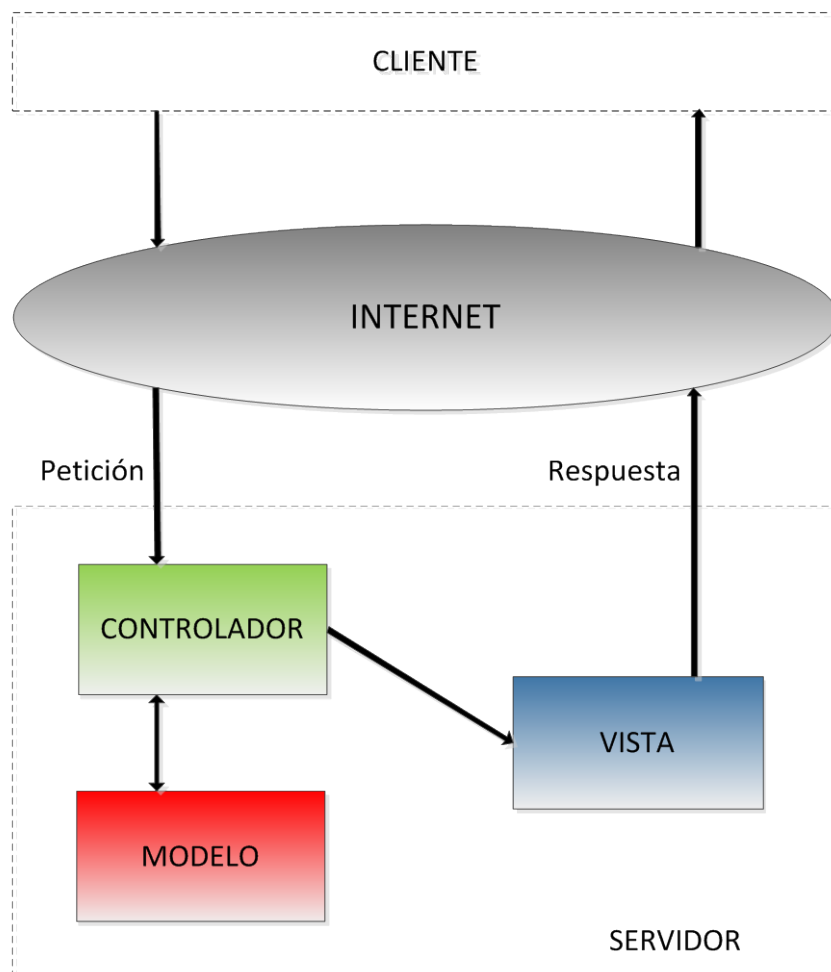 CLIENTE
INTERNET
Petición
Respuesta
CONTROLADOR
VISTA
MODELO
SERVIDOR